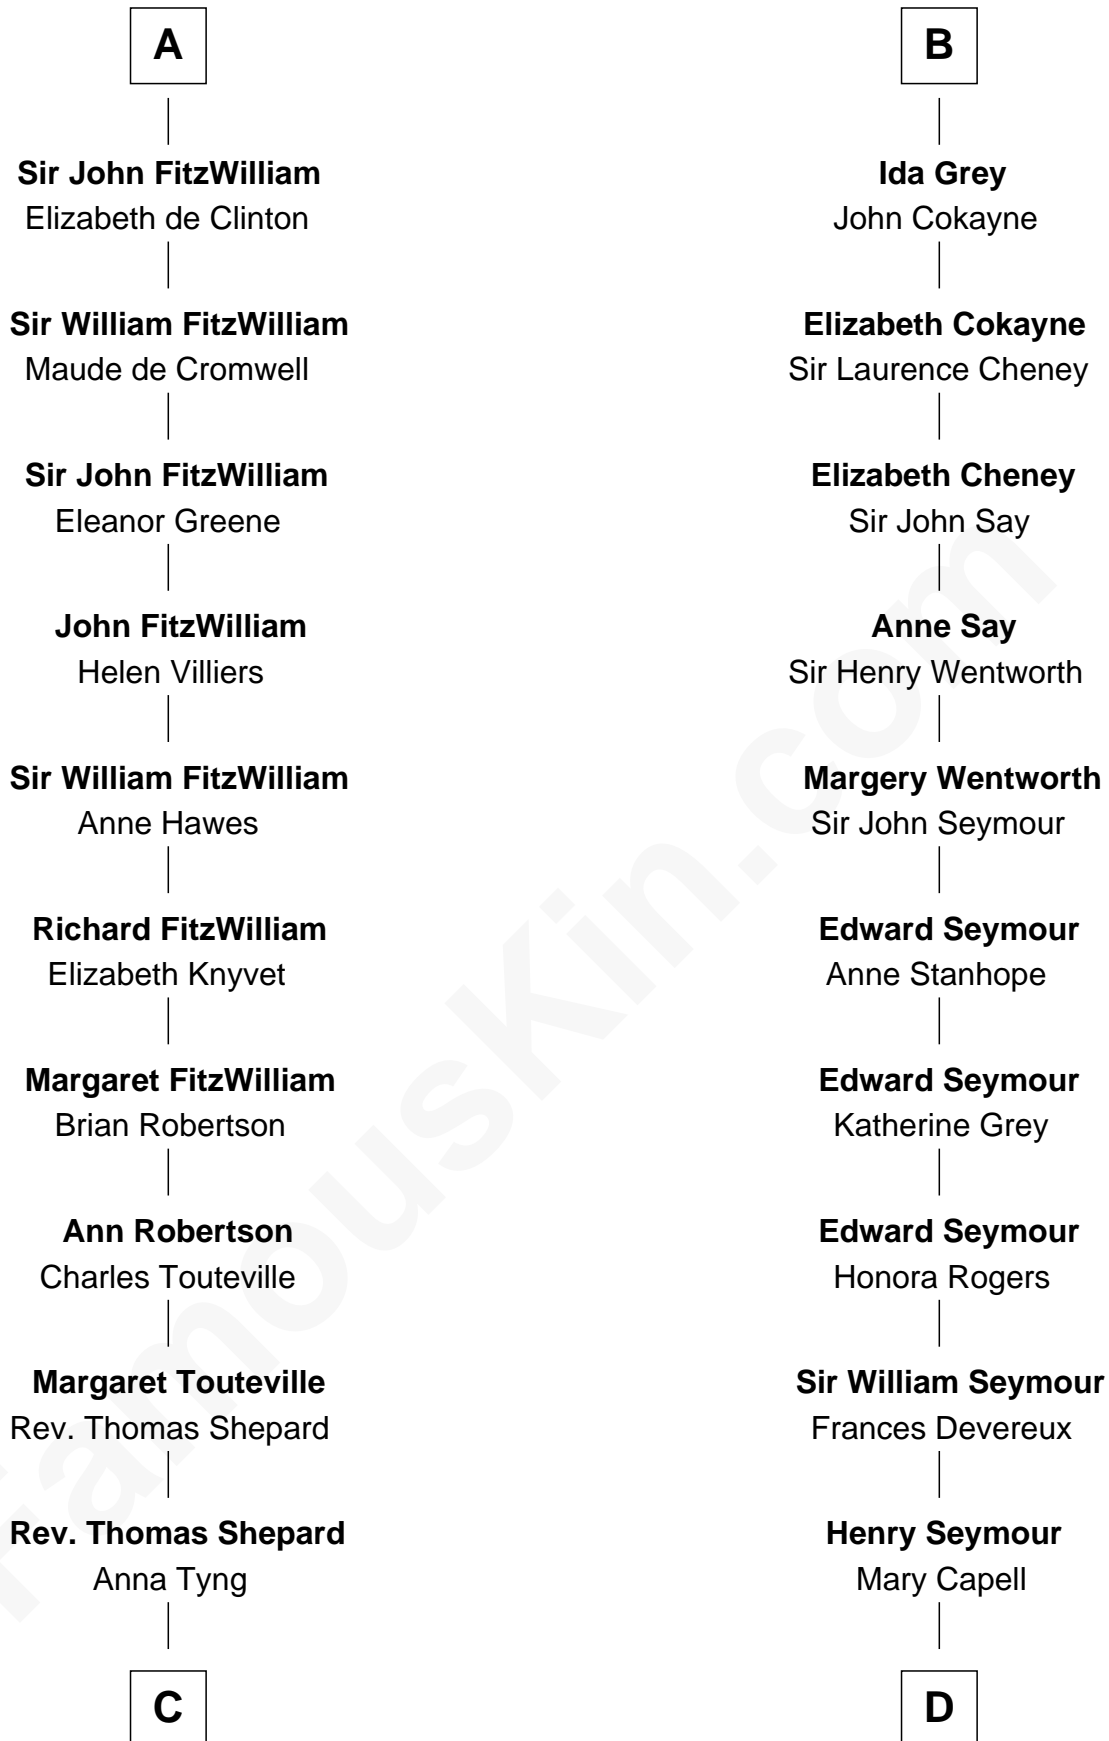 A
Sir John FitzWilliam
Elizabeth de Clinton
Sir William FitzWilliam
Maude de Cromwell
Sir John FitzWilliam
Eleanor Greene
John FitzWilliam
Helen Villiers
Sir William FitzWilliam
Anne Hawes
Richard FitzWilliam
Elizabeth Knyvet
Margaret FitzWilliam
Brian Robertson
Ann Robertson
Charles Touteville
Margaret Touteville
Rev. Thomas Shepard
Rev. Thomas Shepard
Anna Tyng
C
B
Ida Grey
John Cokayne
Elizabeth Cokayne
Sir Laurence Cheney
Elizabeth Cheney
Sir John Say
Anne Say
Sir Henry Wentworth
Margery Wentworth
Sir John Seymour
Edward Seymour
Anne Stanhope
Edward Seymour
Katherine Grey
Edward Seymour
Honora Rogers
Sir William Seymour
Frances Devereux
Henry Seymour
Mary Capell
D
FamousKin.com